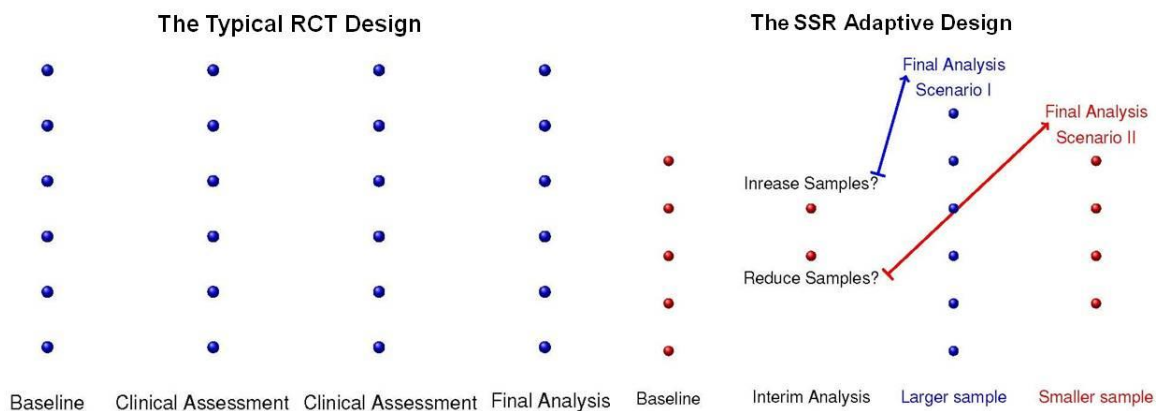 The Typical RCT Design
Baseline
Clinical Assessment
Clinical Assessment
Final Analysis
The SSR Adaptive Design
Final Analysis
Scenario I
Final Analysis
Scenario II
Inrease Samples?
Reduce Samples?
Baseline
Interim Analysis
Larger sample
Smaller sample